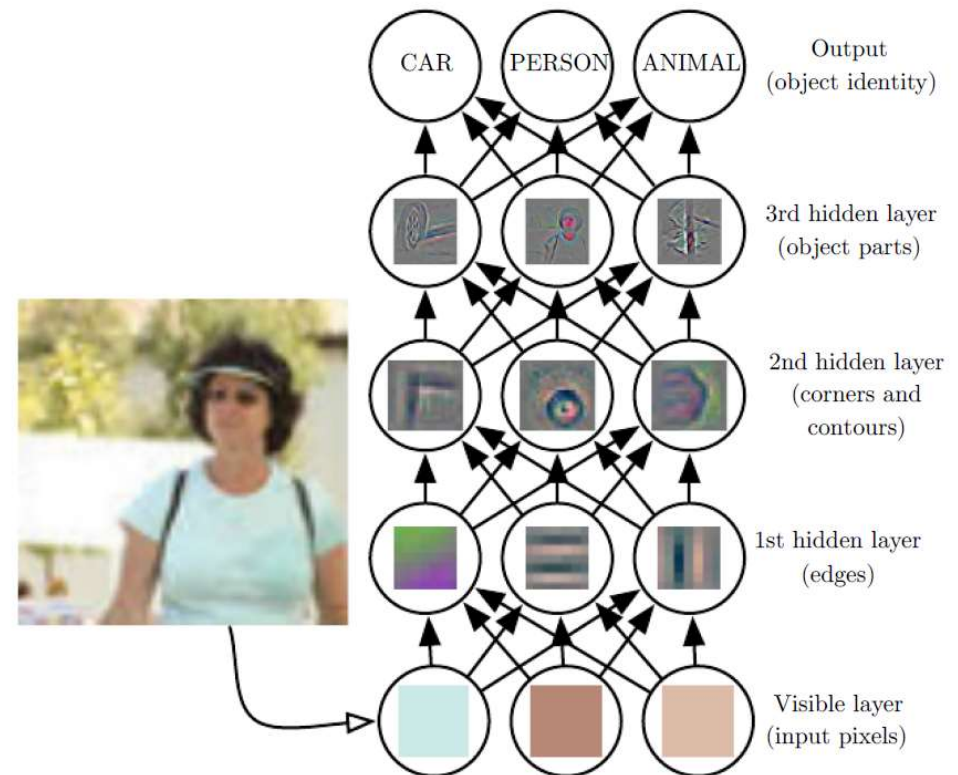 CAR PERSON ANIMAL
Output
(object identity)
3rd hidden layer
(object parts)
2nd hidden layer
(corners and
contours)
1st hidden layer
(edges)
Visible layer
(input pixels)